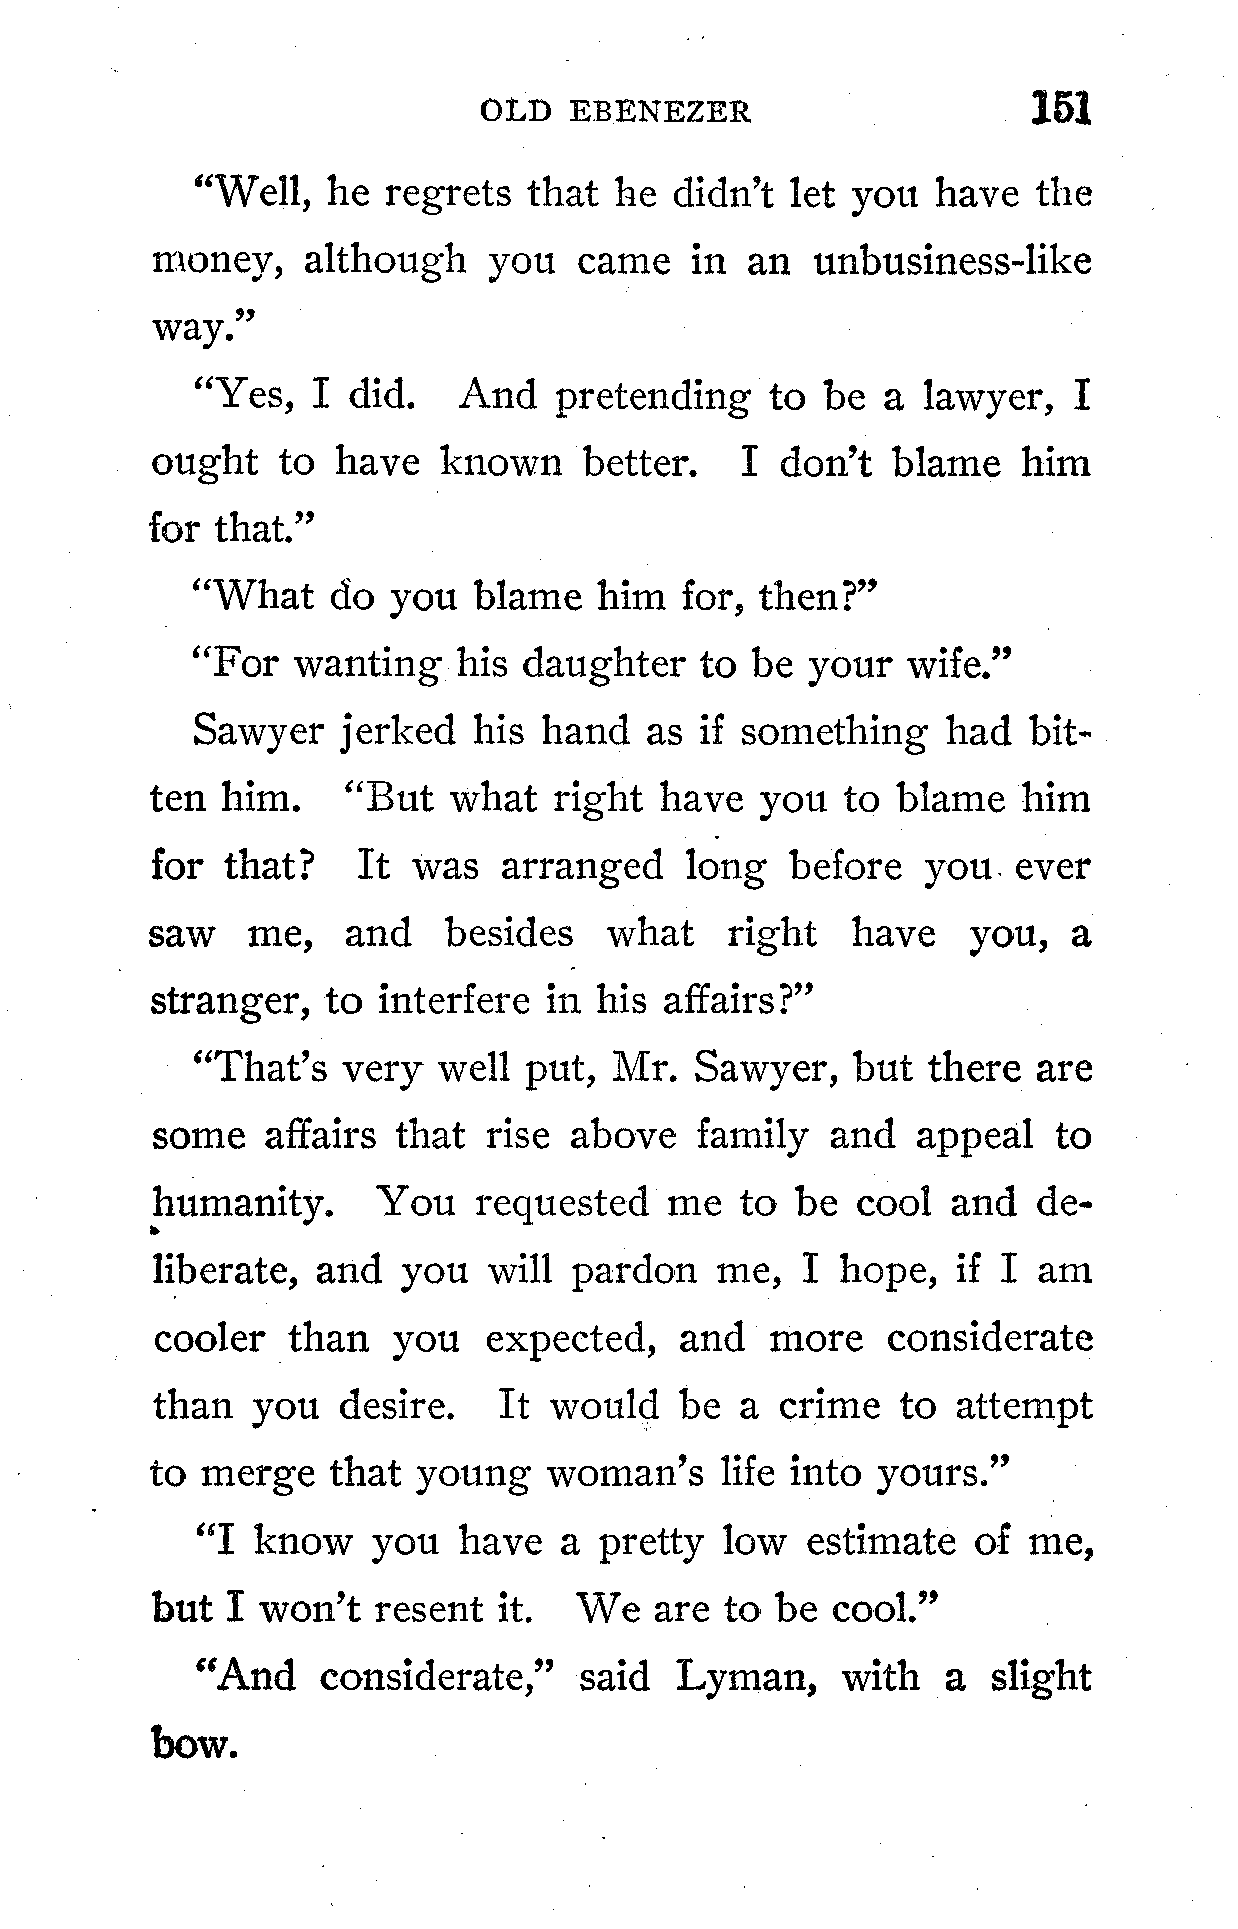 OLD EBENEZER 151
“Well, he regrets that he didn’t let you have the
money, although you came in an unbusiness-like
way.”
“Yes, I did. And pretending to be a lawyer, I
ought to have known better. I don’t blame him
for that.”
“What do you blame him for, then?”
“For wanting his daughter to be your wife.”
Sawyer jerked his hand as if something had bit-
ten him. “But what right have you to blame him
for that? It was arranged long before you ever
saw me, and besides what right have you, a
stranger, to interfere in his affairs?”
“That’s very well put, Mr. Sawyer, but there are
some affairs that rise above family and appeal to
humanity. You requested me to be cool and de-
liberate, and you will pardon me, I hope, if I am
cooler than you expected, and more considerate
than you desire. It would be a crime to attempt
to merge that young woman’s life into yours.”
“I know you have a pretty low estimate of me,
but I won’t resent it. We are to be cool.”
“And considerate,” said Lyman, with a slight
bow.